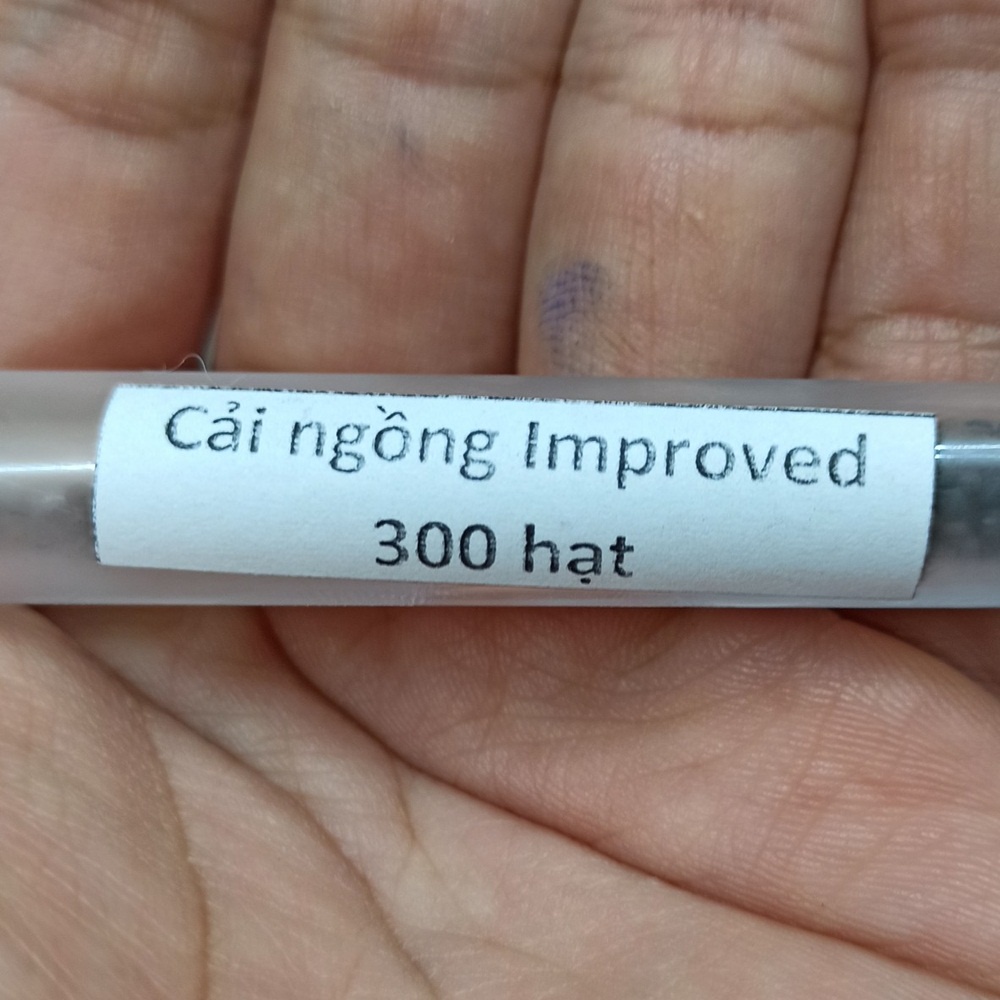 Cải ngồng Improved
300 hạt